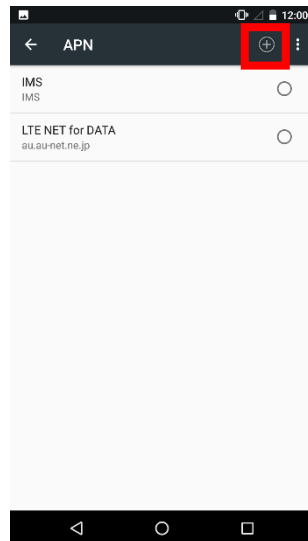 12:00
APN
IMS
IMS
LTE NET for DATA
au.au-net.ne.jp